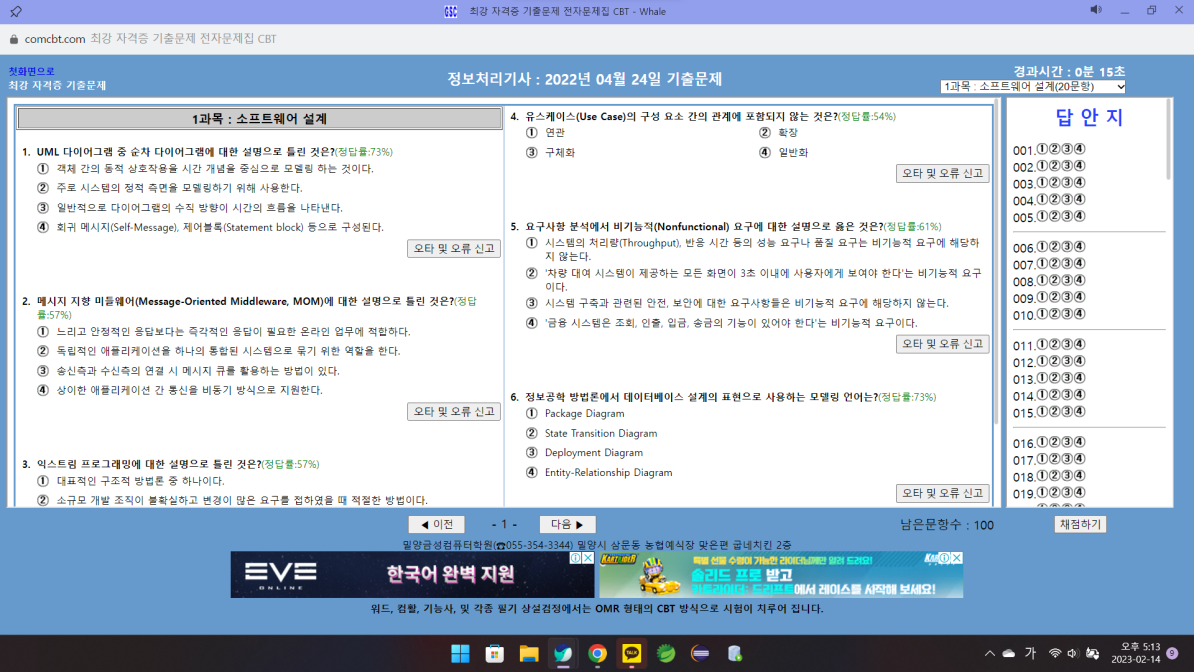 최강 자격증 기출문제 전자문제집 CBT - Whale
comcbt.com 최강 자격증 기출문제 전자문제집 CBT
첫화면으로
최강 자격증 기출문제
정보처리기사 : 2022년 04월 24일 기출문제
경과시간 : 0분 15초
1과목 : 소프트웨어 설계(20문항)
1과목 : 소프트웨어 설계
1. UML 다이어그램 중 순차 다이어그램에 대한 설명으로 틀린 것은?(정답률:73%)
① 객체 간의 동적 상호작용을 시간 개념을 중심으로 모델링 하는 것이다.
② 주로 시스템의 정적 측면을 모델링하기 위해 사용한다.
③ 일반적으로 다이어그램의 수직 방향이 시간의 흐름을 나타낸다.
④ 회귀 메시지(Self-Message), 제어블록(Statement block) 등으로 구성된다.
오타 및 오류 신고
2. 메시지 지향 미들웨어(Message-Oriented Middleware, MOM)에 대한 설명으로 틀린 것은?(정답
률:57%)
① 느리고 안정적인 응답보다는 즉각적인 응답이 필요한 온라인 업무에 적합하다.
② 독립적인 애플리케이션을 하나의 통합된 시스템으로 묶기 위한 역할을 한다.
③ 송신측과 수신측의 연결 시 메시지 큐를 활용하는 방법이 있다.
④ 상이한 애플리케이션 간 통신을 비동기 방식으로 지원한다.
오타 및 오류 신고
3. 익스트림 프로그래밍에 대한 설명으로 틀린 것은?(정답률:57%)
① 대표적인 구조적 방법론 중 하나이다.
② 소규모 개발 조직이 불확실하고 변경이 많은 요구를 접하였을 때 적절한 방법이다.
4. 유스케이스(Use Case)의 구성 요소 간의 관계에 포함되지 않는 것은?(정답률:54%)
① 연관 ② 확장
③ 구체화 ④ 일반화
오타 및 오류 신고
5. 요구사항 분석에서 비기능적(Nonfunctional) 요구에 대한 설명으로 옳은 것은?(정답률:61%)
① 시스템의 처리량(Throughput), 반응 시간 등의 성능 요구나 품질 요구는 비기능적 요구에 해당하
지 않는다.
② '차량 대여 시스템이 제공하는 모든 화면이 3초 이내에 사용자에게 보여야 한다'는 비기능적 요구
이다.
③ 시스템 구축과 관련된 안전, 보안에 대한 요구사항들은 비기능적 요구에 해당하지 않는다.
④ '금융 시스템은 조회, 인출, 입금, 송금의 기능이 있어야 한다'는 비기능적 요구이다.
오타 및 오류 신고
6. 정보공학 방법론에서 데이터베이스 설계의 표현으로 사용하는 모델링 언어는?(정답률:73%)
① Package Diagram
② State Transition Diagram
③ Deployment Diagram
④ Entity-Relationship Diagram
오타 및 오류 신고
답 안 지
001.①②③④
002.①②③④
003.①②③④
004.①②③④
005.①②③④
006.①②③④
007.①②③④
008.①②③④
009.①②③④
010.①②③④
011.①②③④
012.①②③④
013.①②③④
014.①②③④
015.①②③④
016.①②③④
017.①②③④
018.①②③④
019.①②③④
◀ 이전 - 1 - 다음 ▶
남은문항수 : 100
채점하기
밀양금성컴퓨터학원(☎055-354-3344) 밀양시 삼문동 농협예식장 맞은편 굽네치킨 2층
EVE
ONLINE
한국어 완벽 지원
특별 선물 수령이 가능한 라이더님께만 알려 드려요!
솔리드 프로 받고
카트라이더: 드리프트에서 레이스를 시작해 보세요!
워드, 컴활, 기능사, 및 각종 필기 상설검정에서는 OMR 형태의 CBT 방식으로 시험이 치루어 집니다.
TALK
가
오후 5:13
2023-02-14
9